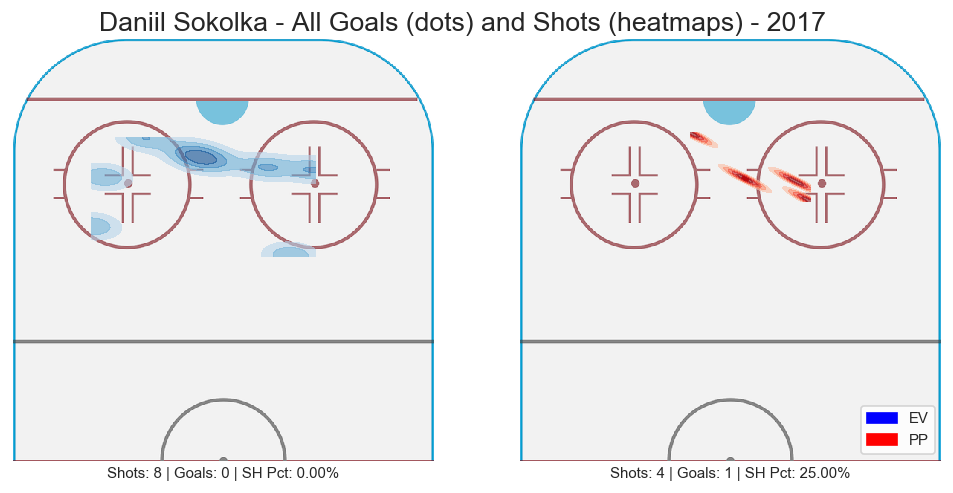 Daniil Sokolka - All Goals (dots) and Shots (heatmaps) - 2017
EV
PP
Shots: 8 | Goals: 0 | SH Pct: 0.00%
Shots: 4 | Goals: 1 | SH Pct: 25.00%